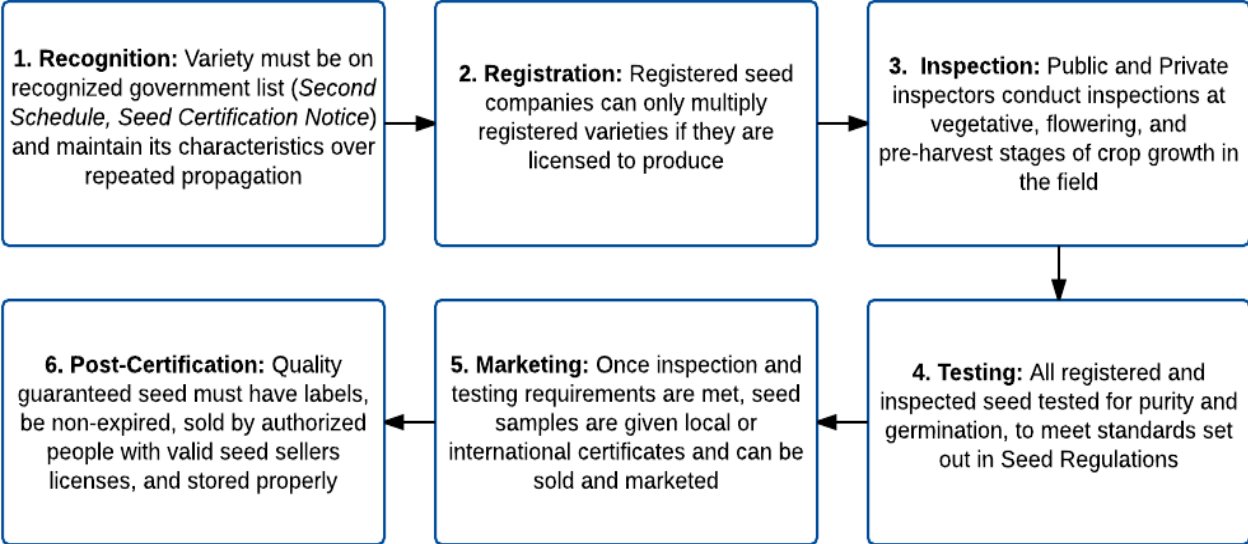 1. Recognition: Variety must be on
recognized government list (Second
Schedule, Seed Certification Notice)
and maintain its characteristics over
repeated propagation
2. Registration: Registered seed
companies can only multiply
registered varieties if they are
licensed to produce
3. Inspection: Public and Private
inspectors conduct inspections at
vegetative, flowering, and
pre-harvest stages of crop growth in
the field
4. Testing: All registered and
inspected seed tested for purity and
germination, to meet standards set
out in Seed Regulations
5. Marketing: Once inspection and
testing requirements are met, seed
samples are given local or
international certificates and can be
sold and marketed
6. Post-Certification: Quality
guaranteed seed must have labels,
be non-expired, sold by authorized
people with valid seed sellers
licenses, and stored properly